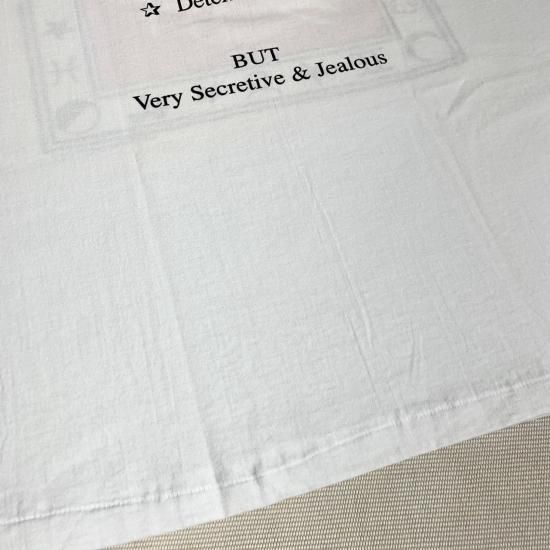 ☆
BUT
Very Secretive & Jealous